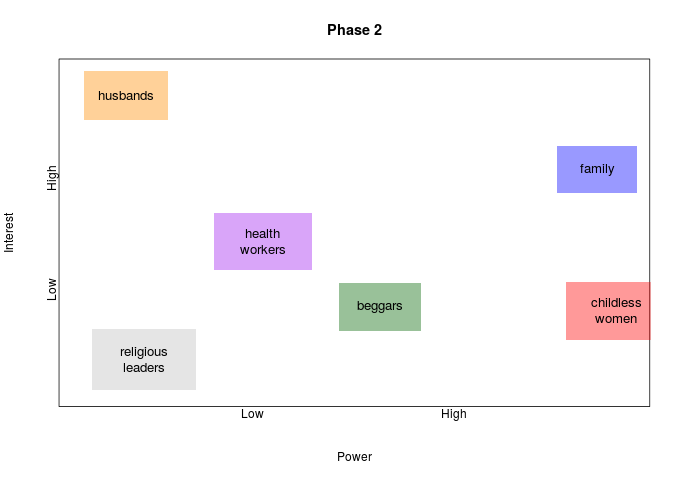 Phase 2
husbands
High
family
Interest
health
workers
Low
beggars
childless
women
religious
leaders
Low
High
Power